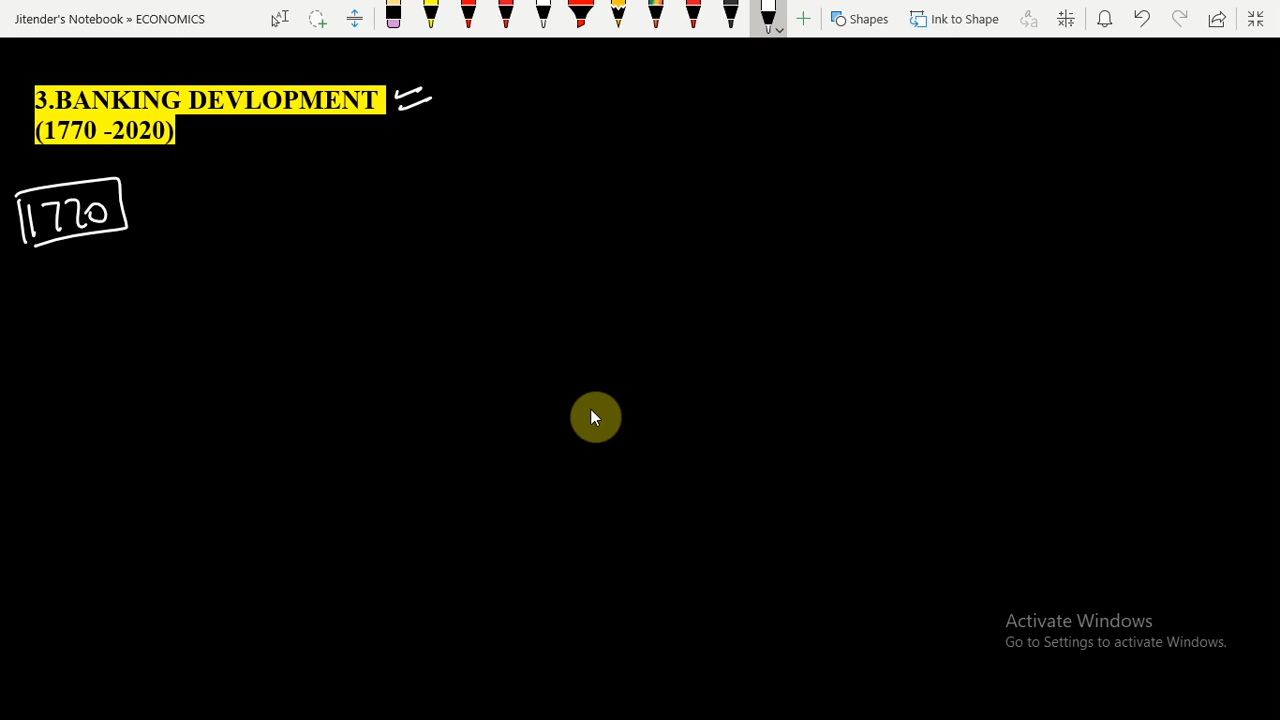 Jitender's Notebook » ECONOMICS
Shapes
Ink to Shape
3.BANKING DEVLOPMENT
(1770 -2020)
1770
Activate Windows
Go to Settings to activate Windows.